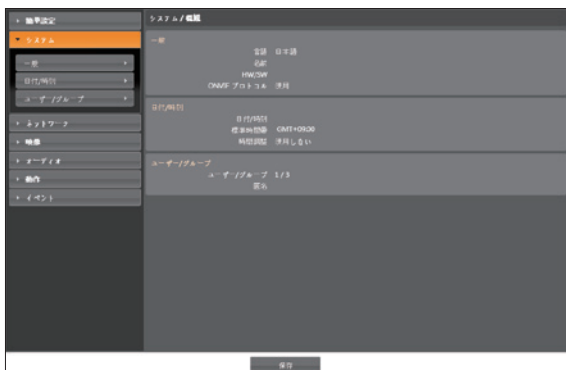 簡単設定
システム
一般
日付/時刻
ユーザー/グループ
ネットワーク
映像
オーディオ
動作
イベント
システム / 概観
一般
言語 日本語
名前
HW/SW
ONVIF プロトコル 使用
日付/時刻
日付/時刻
標準時間帯 GMT+09:00
時間調整 使用しない
ユーザー/グループ
ユーザー/グループ 1 / 3
匿名
保存